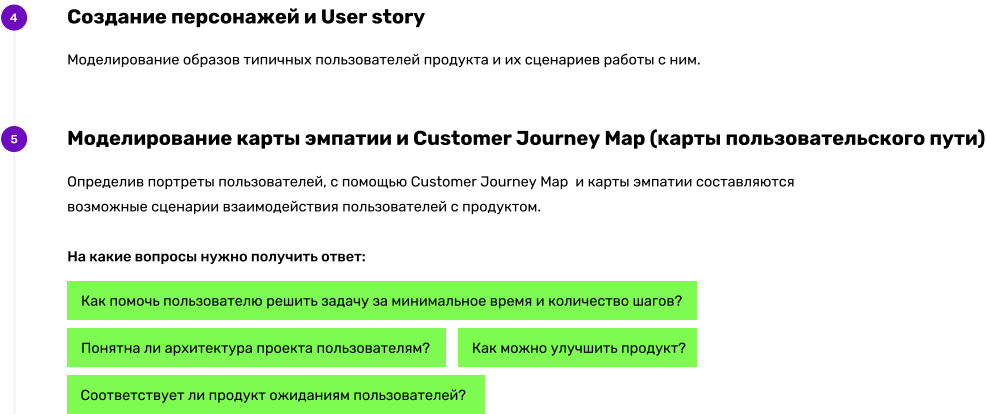 4
Создание персонажей и User story
Моделирование образов типичных пользователей продукта и их сценариев работы с ним.
5
Моделирование карты эмпатии и Customer Journey Map (карты пользовательского пути)
Определив портреты пользователей, с помощью Customer Journey Map и карты эмпатии составляются
возможные сценарии взаимодействия пользователей с продуктом.
На какие вопросы нужно получить ответ:
Как помочь пользователю решить задачу за минимальное время и количество шагов?
Понятна ли архитектура проекта пользователям?
Как можно улучшить продукт?
Соответствует ли продукт ожиданиям пользователей?